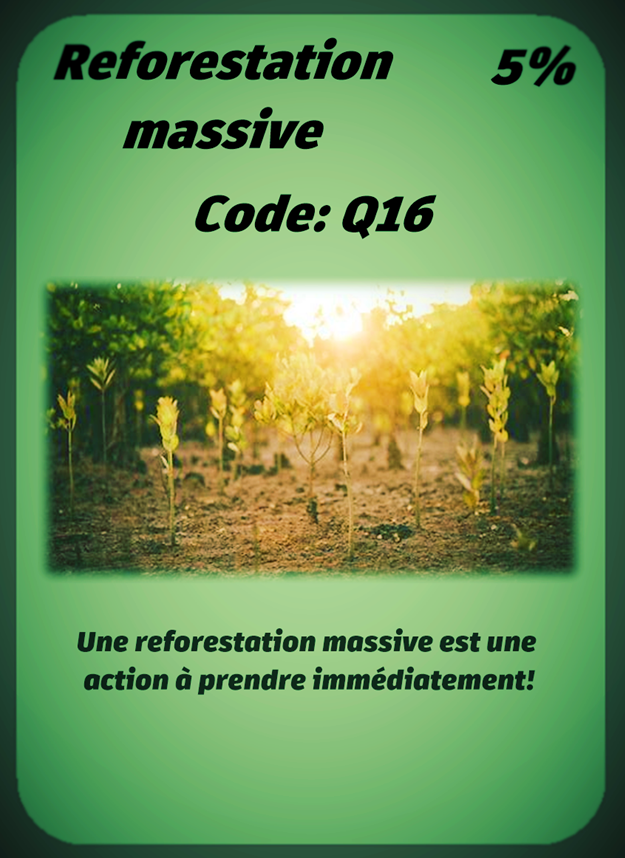 Reforestation 5%
massive
Code: Q16
Une reforestation massive est une
action à prendre immédiatement!